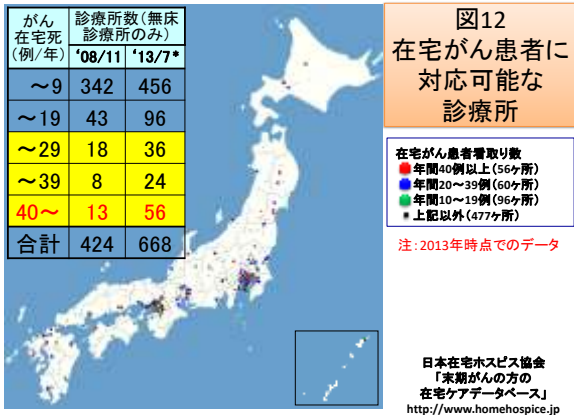 がん
在宅死
(例/年)
診療所数(無床
診療所のみ)
‘08/11 ‘13/7*
～9 342 456
～19 43 96
～29 18 36
～39 8 24
40～ 13 56
合計 424 668
図12
在宅がん患者に
対応可能な
診療所
在宅がん患者看取り数
年間40例以上(56ヶ所)
年間20～39例(60ヶ所)
年間10～19例(96ヶ所)
上記以外(477ヶ所)
注:2013年時点でのデータ
日本在宅ホスピス協会
「末期がんの方の
在宅ケアデータベース」
http://www.homehospice.jp